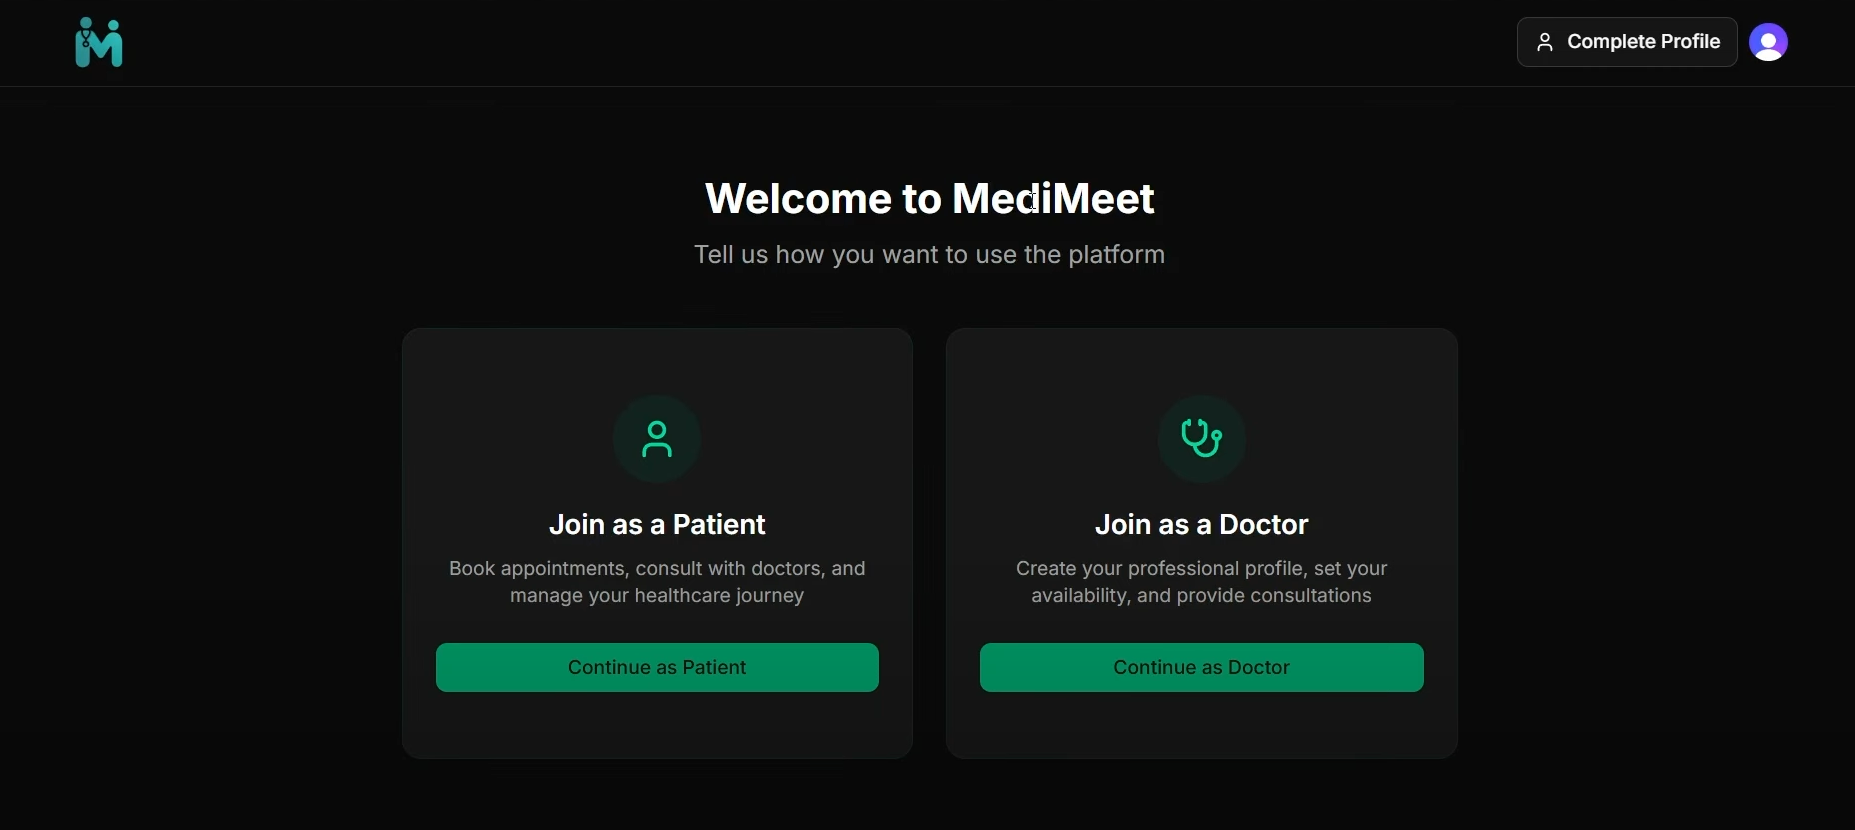 Complete Profile
Welcome to MediMeet
Tell us how you want to use the platform
Join as a Patient
Book appointments, consult with doctors, and
manage your healthcare journey
Continue as Patient
Join as a Doctor
Create your professional profile, set your
availability, and provide consultations
Continue as Doctor